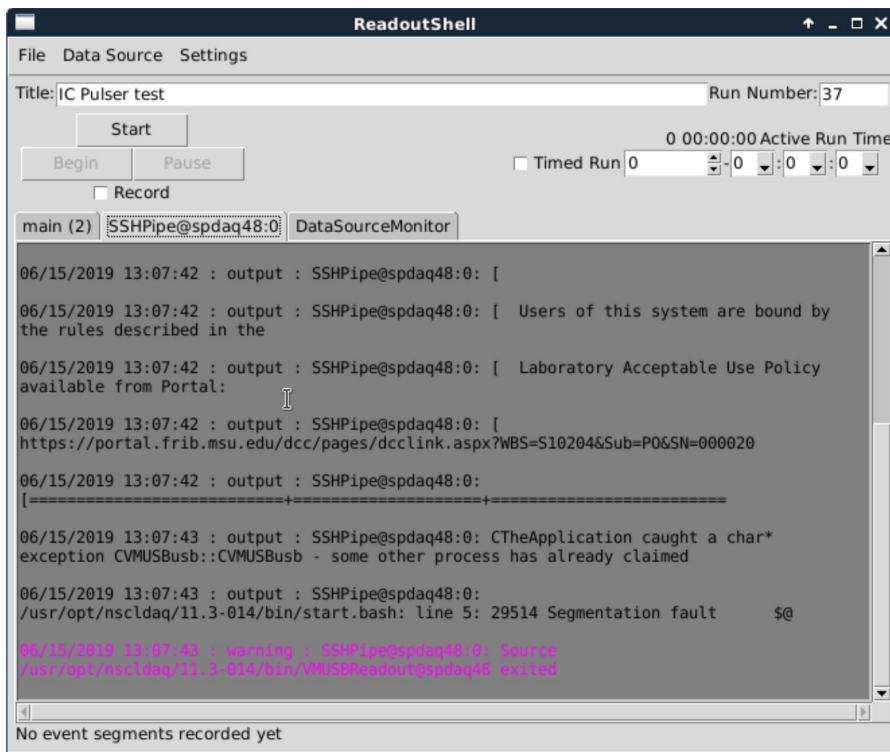 ReadoutShell
File Data Source Settings
Title: IC Pulser test Run Number: 37
Start
0 00:00:00 Active Run Time
Begin Pause
Timed Run 0 -0 :0 :0
Record
main (2) SSHPipe@spdaq48:0 DataSourceMonitor
06/15/2019 13:07:42 : output : SSHPipe@spdaq48:0: [
06/15/2019 13:07:42 : output : SSHPipe@spdaq48:0: [  Users of this system are bound by
the rules described in the
06/15/2019 13:07:42 : output : SSHPipe@spdaq48:0: [  Laboratory Acceptable Use Policy
available from Portal:
06/15/2019 13:07:42 : output : SSHPipe@spdaq48:0: [
https://portal.frib.msu.edu/dcc/pages/dcclink.aspx?WBS=S10204&Sub=PO&SN=000020
06/15/2019 13:07:42 : output : SSHPipe@spdaq48:0:
[===========================+====================+=========================
06/15/2019 13:07:43 : output : SSHPipe@spdaq48:0: CTheApplication caught a char*
exception CVMUSBusb::CVMUSBusb - some other process has already claimed
06/15/2019 13:07:43 : output : SSHPipe@spdaq48:0:
/usr/opt/nscldaq/11.3-014/bin/start.bash: line 5: 29514 Segmentation fault      $@
06/15/2019 13:07:43 : warning : SSHPipe@spdaq48:0: Source
/usr/opt/nscldaq/11.3-014/bin/VMUSBReadout@spdaq48 exited
No event segments recorded yet